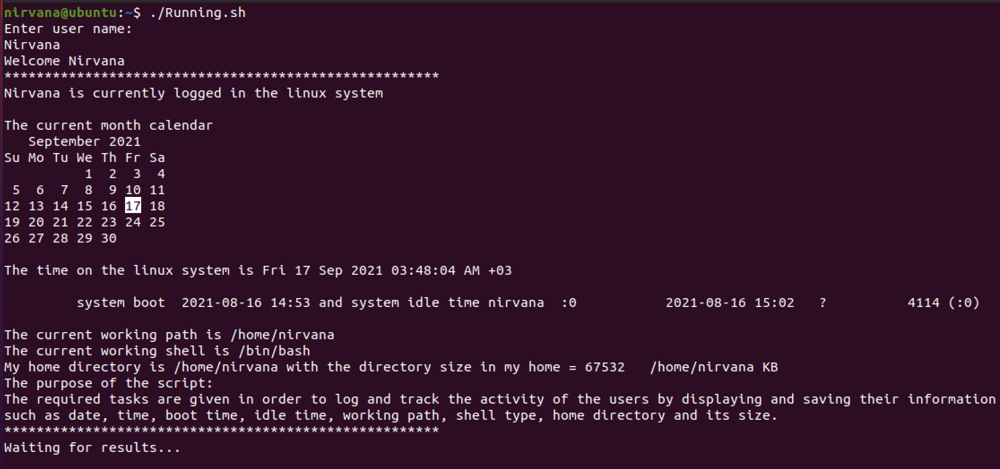 nirvana@ubuntu:~$ ./Running.sh
Enter user name:
Nirvana
Welcome Nirvana
******************************************************
Nirvana is currently logged in the linux system

The current month calendar
   September 2021
Su Mo Tu We Th Fr Sa
          1  2  3  4
 5  6  7  8  9 10 11
12 13 14 15 16 17 18
19 20 21 22 23 24 25
26 27 28 29 30

The time on the linux system is Fri 17 Sep 2021 03:48:04 AM +03

         system boot  2021-08-16 14:53 and system idle time nirvana  :0           2021-08-16 15:02   ?          4114 (:0)

The current working path is /home/nirvana
The current working shell is /bin/bash
My home directory is /home/nirvana with the directory size in my home = 67532   /home/nirvana KB
The purpose of the script:
The required tasks are given in order to log and track the activity of the users by displaying and saving their information
such as date, time, boot time, idle time, working path, shell type, home directory and its size.
******************************************************
Waiting for results...